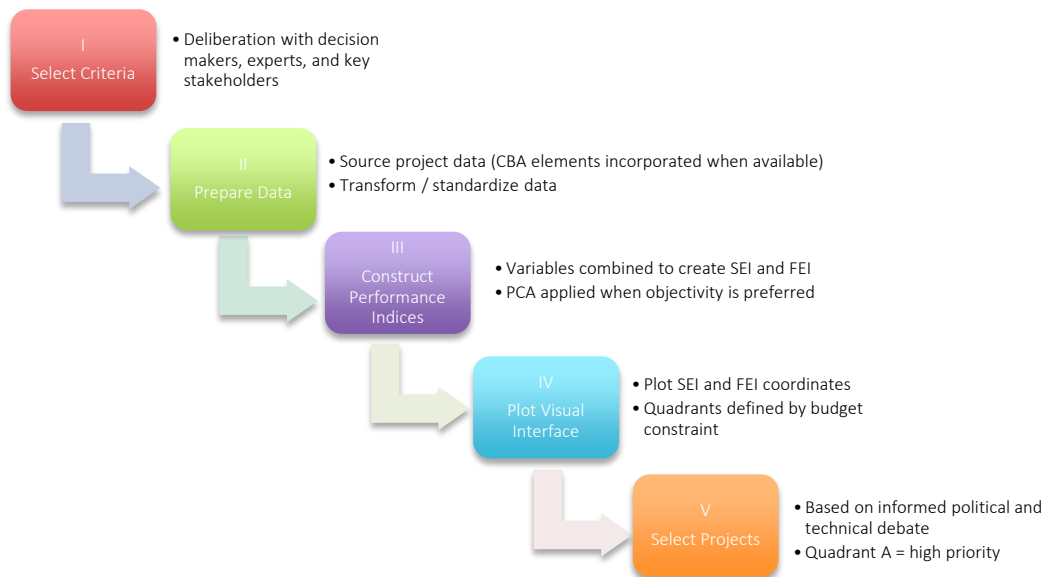 I
Select Criteria
• Deliberation with decision
makers, experts, and key
stakeholders
II
Prepare Data
• Source project data (CBA elements incorporated when available)
• Transform / standardize data
III
Construct
Performance
Indices
• Variables combined to create SEI and FEI
• PCA applied when objectivity is preferred
IV
Plot Visual
Interface
• Plot SEI and FEI coordinates
• Quadrants defined by budget
constraint
V
Select Projects
• Based on informed political and
technical debate
• Quadrant A = high priority